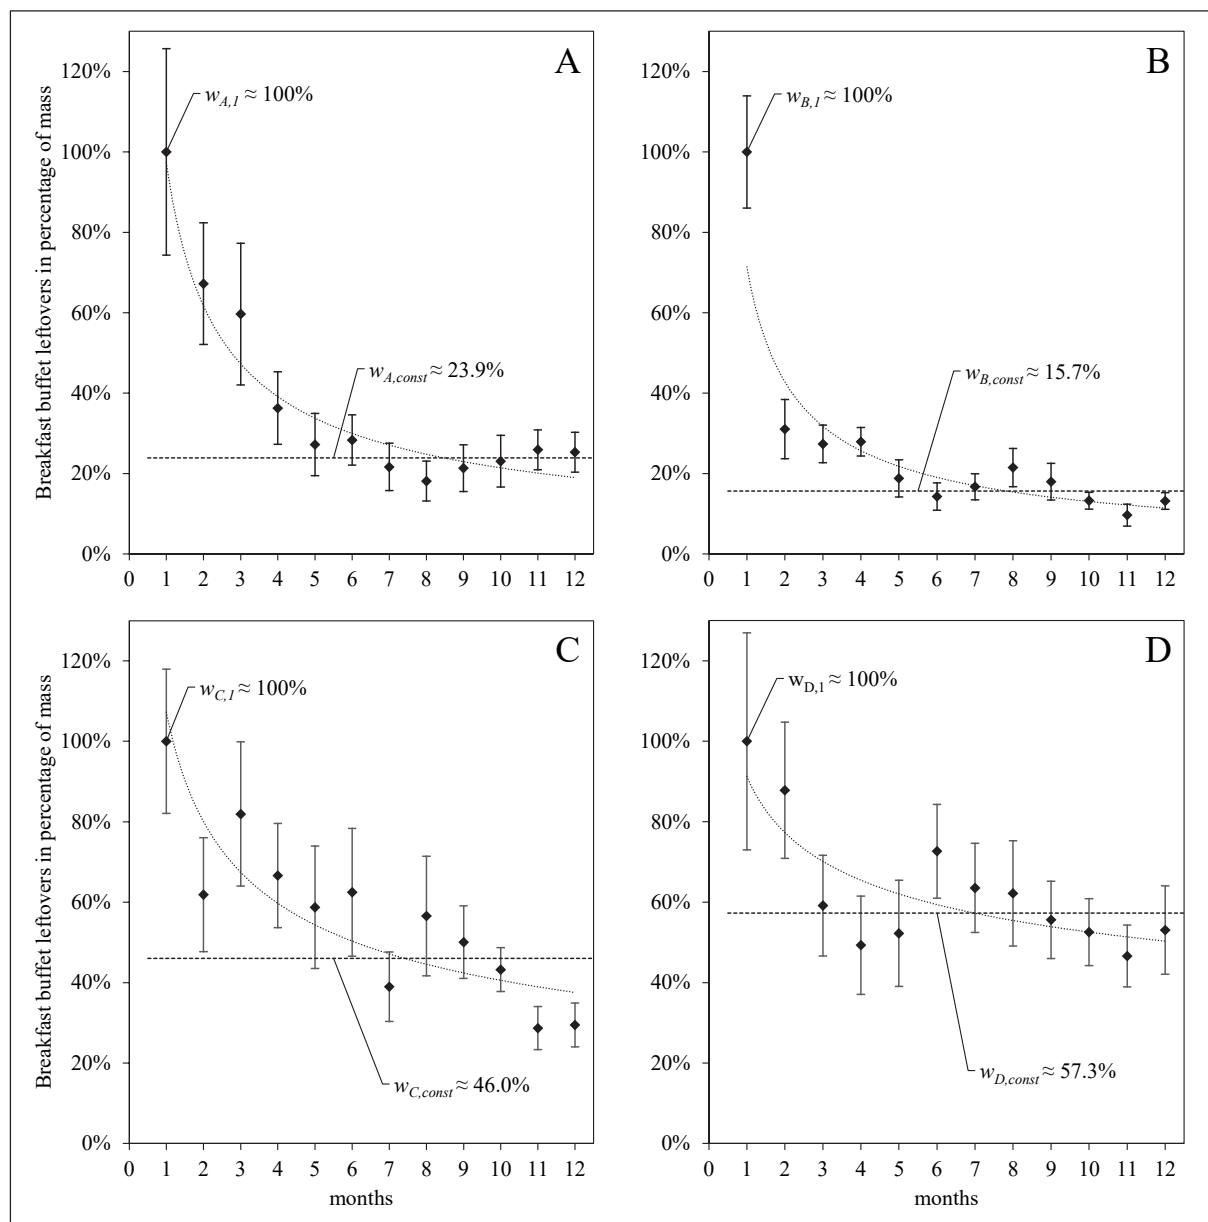 Breakfast buffet leftovers in percentage of mass
120%
100%
80%
60%
40%
20%
0%
A
w_{A,1} ≈ 100%
w_{A,const} ≈ 23.9%
0 1 2 3 4 5 6 7 8 9 10 11 12
120%
100%
80%
60%
40%
20%
0%
B
w_{B,1} ≈ 100%
w_{B,const} ≈ 15.7%
0 1 2 3 4 5 6 7 8 9 10 11 12
Breakfast buffet leftovers in percentage of mass
120%
100%
80%
60%
40%
20%
0%
C
w_{C,1} ≈ 100%
w_{C,const} ≈ 46.0%
0 1 2 3 4 5 6 7 8 9 10 11 12
months
120%
100%
80%
60%
40%
20%
0%
D
w_{D,1} ≈ 100%
w_{D,const} ≈ 57.3%
0 1 2 3 4 5 6 7 8 9 10 11 12
months